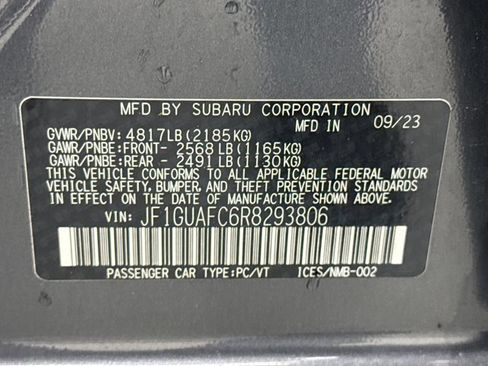 MFD.BY SUBARU CORPORATION
MFD IN 09/23
GVWR/PNBV: 4817LB(2185KG)
GAWR/PNBE:FRONT- 2568LB(1165KG)
GAWR/PNBE:REAR - 2491LB(1130KG)
THIS VEHICLE CONFORMS TO ALL APPLICABLE FEDERAL MOTOR
VEHICLE SAFETY, BUMPER, AND THEFT PREVENTION STANDARDS
IN EFFECT ON THE DATE OF MANUFACTURE SHOWN ABOVE.
VIN: JF1GUAFC6R8293806
PASSENGER CAR TYPE:PC/VT ICES/NMB-002